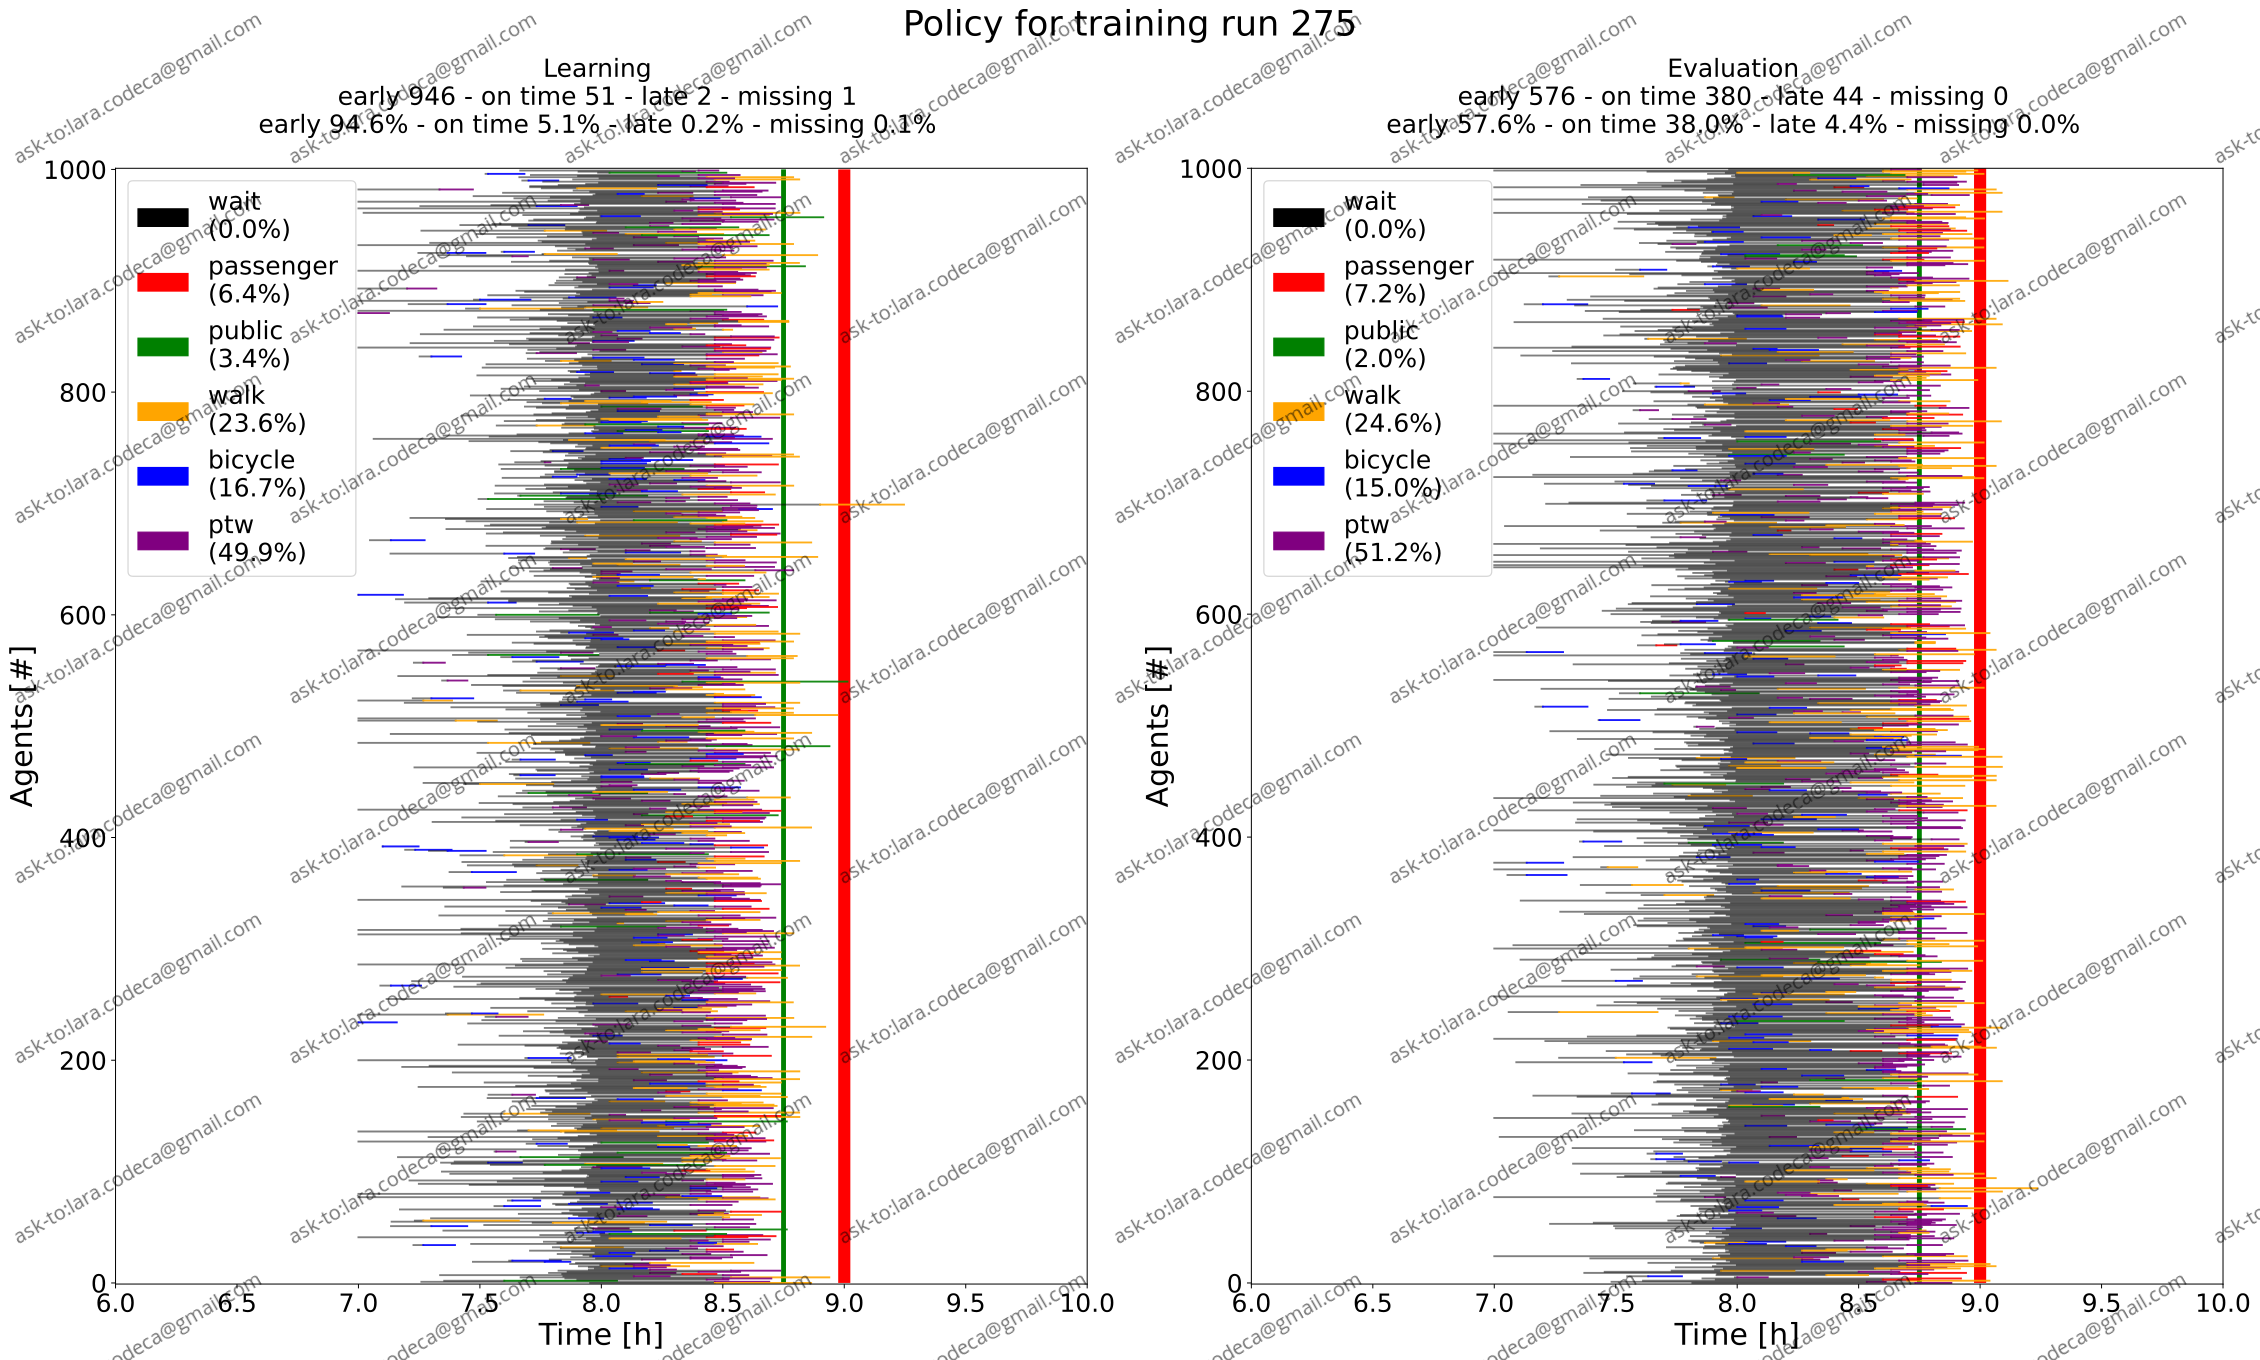 Policy for training run 275
Learning
early 946 - on time 51 - late 2 - missing 1
early 94.6% - on time 5.1% - late 0.2% - missing 0.1%
1000
800
600
400
200
0
Agents [#]
wait
(0.0%)
passenger
(6.4%)
public
(3.4%)
walk
(23.6%)
bicycle
(16.7%)
ptw
(49.9%)
6.0 6.5 7.0 7.5 8.0 8.5 9.0 9.5 10.0
Time [h]
Evaluation
early 576 - on time 380 - late 44 - missing 0
early 57.6% - on time 38.0% - late 4.4% - missing 0.0%
1000
800
600
400
200
0
Agents [#]
wait
(0.0%)
passenger
(7.2%)
public
(2.0%)
walk
(24.6%)
bicycle
(15.0%)
ptw
(51.2%)
6.0 6.5 7.0 7.5 8.0 8.5 9.0 9.5 10.0
Time [h]
ask-to:lara.codeca@gmail.com